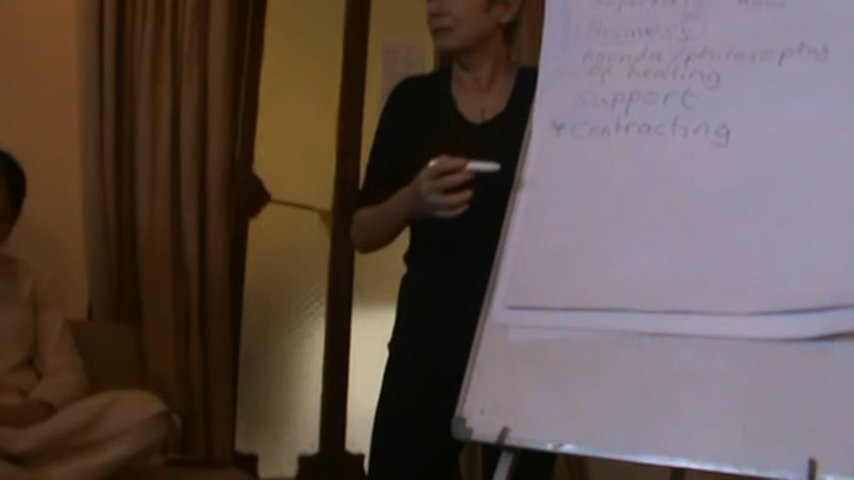 Business
Agenda / philosophy
of healing
support
* contracting